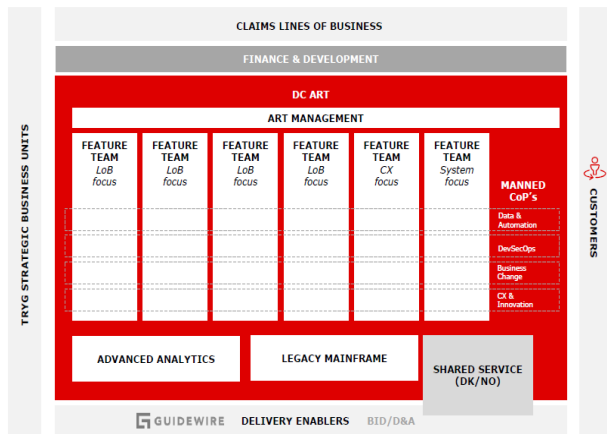 CLAIMS LINES OF BUSINESS
FINANCE & DEVELOPMENT
DC ART
ART MANAGEMENT
FEATURE
TEAM
LoB
focus
FEATURE
TEAM
LoB
focus
FEATURE
TEAM
LoB
focus
FEATURE
TEAM
LoB
focus
FEATURE
TEAM
CX
focus
FEATURE
TEAM
System
focus
MANNED
CoP's
Data &
Automation
DevSecOps
Business
Change
CX &
Innovation
ADVANCED ANALYTICS
LEGACY MAINFRAME
SHARED SERVICE
(DK/NO)
GUIDEWIRE DELIVERY ENABLERS BID/D&A
TRYG STRATEGIC BUSINESS UNITS
CUSTOMERS